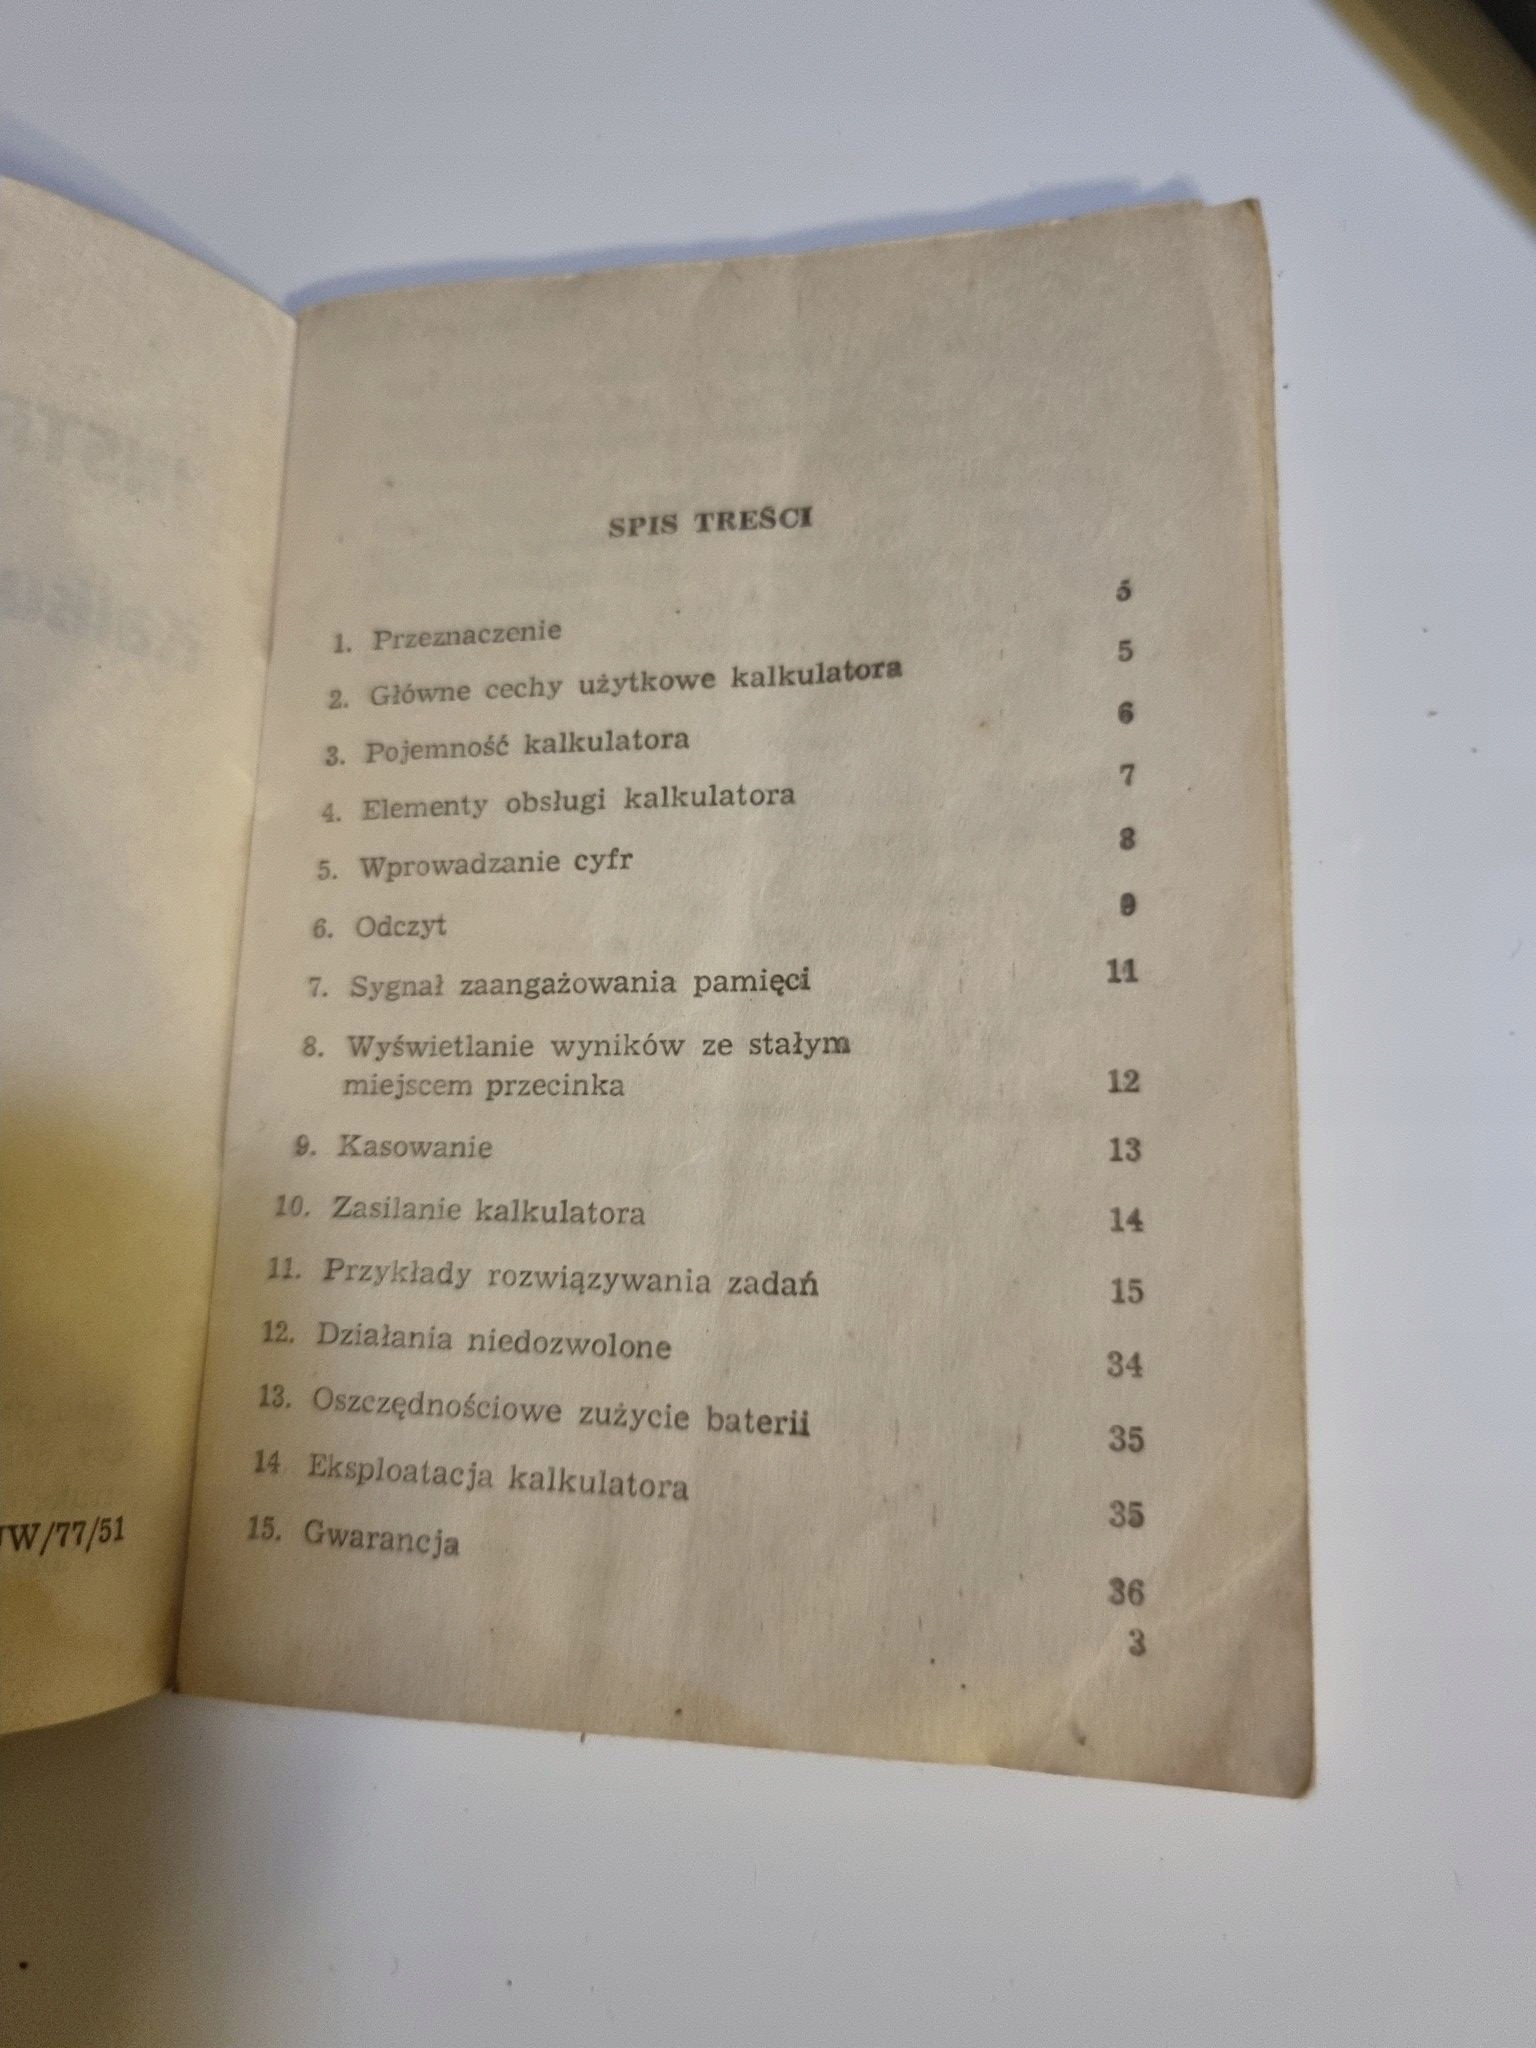 SPIS TREŚCI
1. Przeznaczenie 5
2. Główne cechy użytkowe kalkulatora 5
3. Pojemność kalkulatora 6
4. Elementy obsługi kalkulatora 7
5. Wprowadzanie cyfr 8
6. Odczyt 9
7. Sygnał zaangażowania pamięci 11
8. Wyświetlanie wyników ze stałym
miejscem przecinka 12
9. Kasowanie 13
10. Zasilanie kalkulatora 14
11. Przykłady rozwiązywania zadań 15
12. Działania niedozwolone 34
13. Oszczędnościowe zużycie baterii 35
14 Eksploatacja kalkulatora 35
15. Gwarancja 36
3
W/77/51